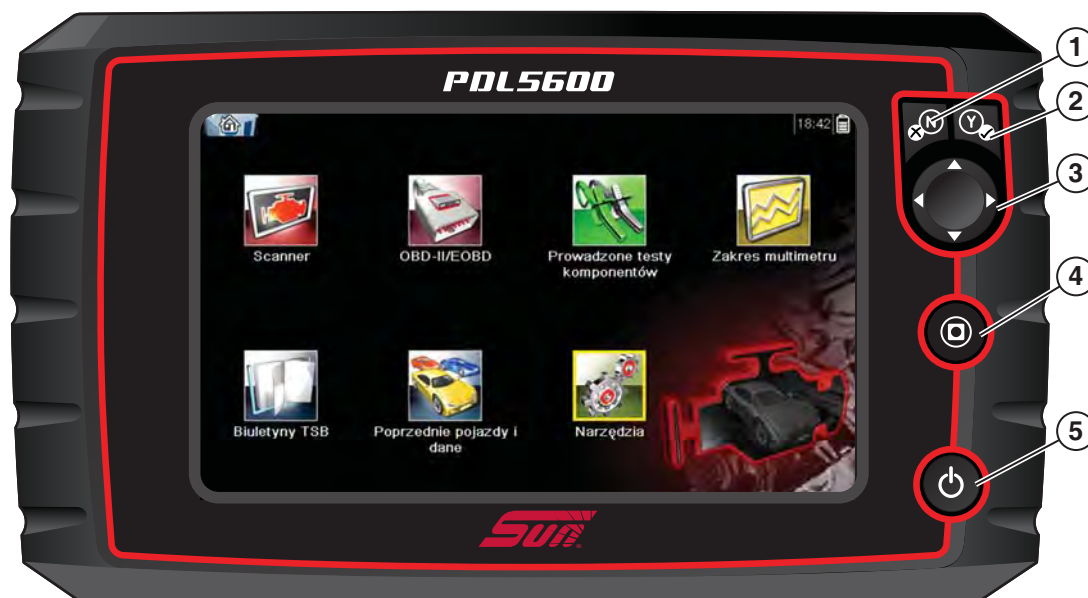 PDL5600
18:42
N
Y
Scanner
OBD-II/EOBD
Prowadzone testy
komponentów
Zakres multimetru
Biuletyny TSB
Poprzednie pojazdy i
dane
Narzędzia
Sun
1
2
3
4
5